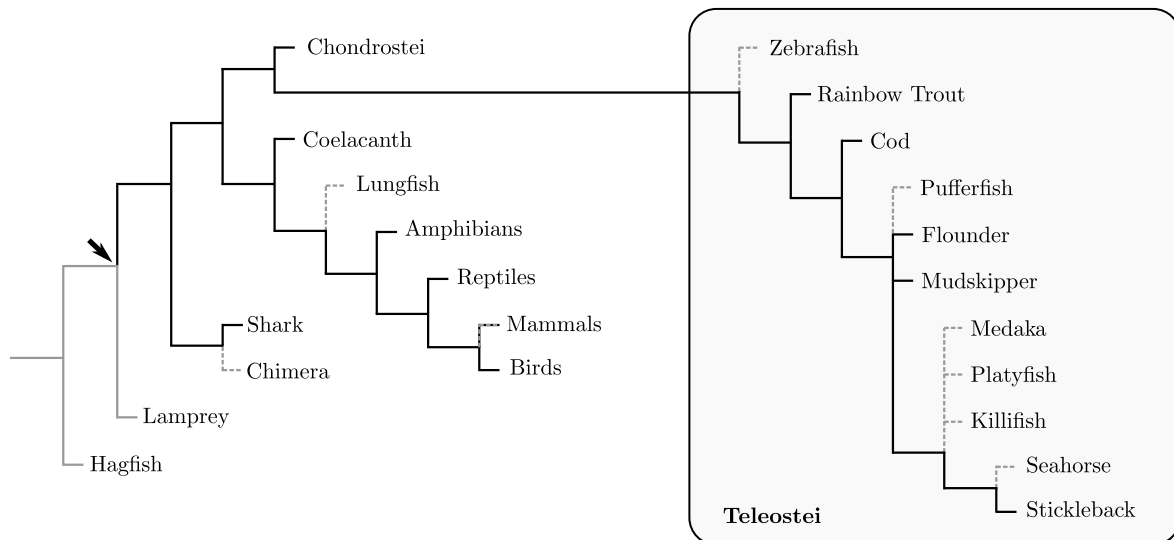 Chondrostei
Zebrafish
Rainbow Trout
Coelacanth
Cod
Lungfish
Pufferfish
Amphibians
Flounder
Reptiles
Mudskipper
Shark
Mammals
Medaka
Chimera
Birds
Platyfish
Lamprey
Killifish
Hagfish
Seahorse
Stickleback
Teleostei